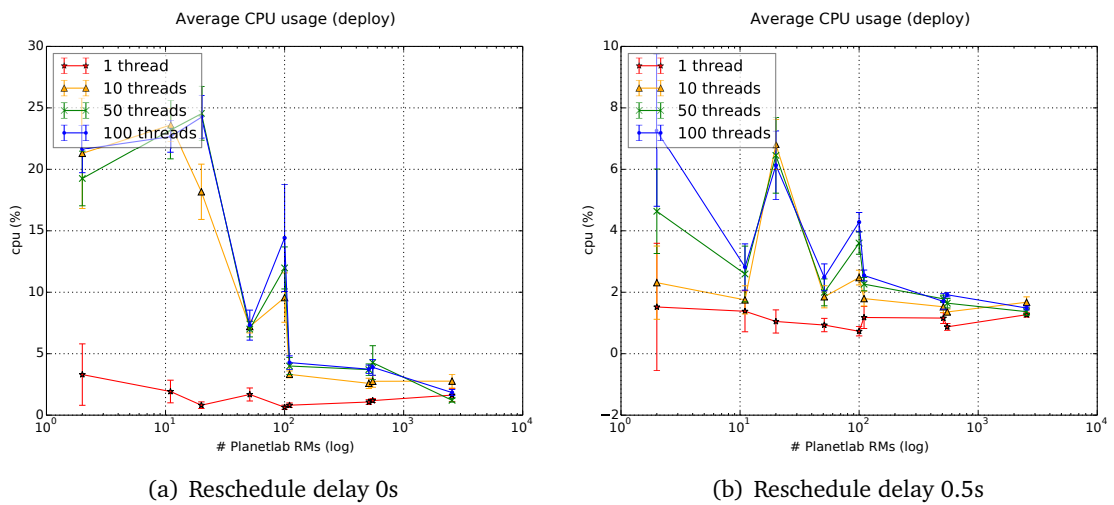 Average CPU usage (deploy)
30
25
20
15
10
5
0
cpu (%)
1 thread
10 threads
50 threads
100 threads
10^0
10^1
10^2
10^3
10^4
# Planetlab RMs (log)
(a) Reschedule delay 0s
Average CPU usage (deploy)
10
8
6
4
2
0
−2
cpu (%)
1 thread
10 threads
50 threads
100 threads
10^0
10^1
10^2
10^3
10^4
# Planetlab RMs (log)
(b) Reschedule delay 0.5s